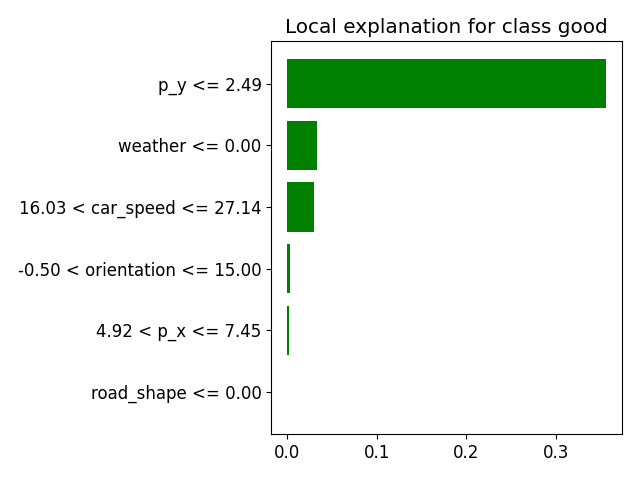 Local explanation for class good
p_y <= 2.49
weather <= 0.00
16.03 < car_speed <= 27.14
-0.50 < orientation <= 15.00
4.92 < p_x <= 7.45
road_shape <= 0.00
0.0 0.1 0.2 0.3